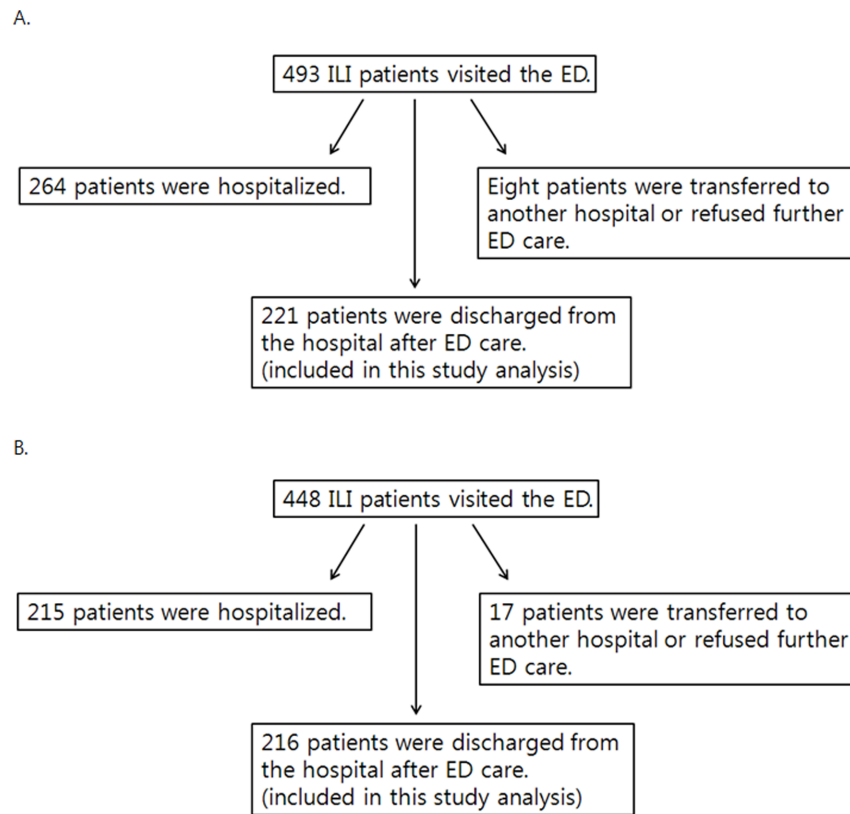 A.
493 ILI patients visited the ED.
264 patients were hospitalized.
Eight patients were transferred to
another hospital or refused further
ED care.
221 patients were discharged from
the hospital after ED care.
(included in this study analysis)
B.
448 ILI patients visited the ED.
215 patients were hospitalized.
17 patients were transferred to
another hospital or refused further
ED care.
216 patients were discharged from
the hospital after ED care.
(included in this study analysis)